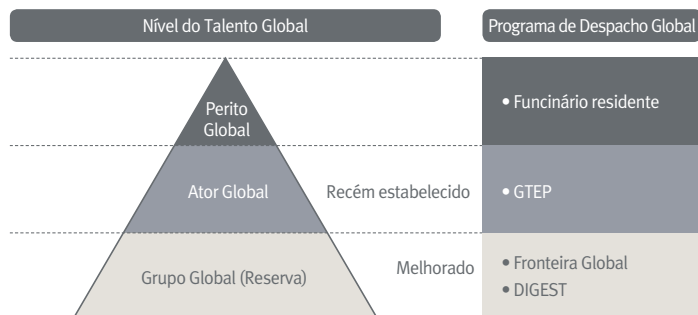 Nível do Talento Global
Programa de Despacho Global
Perito
Global
• Funcinário residente
Ator Global
Recém estabelecido
• GTEP
Grupo Global (Reserva)
Melhorado
• Fronteira Global
• DIGEST